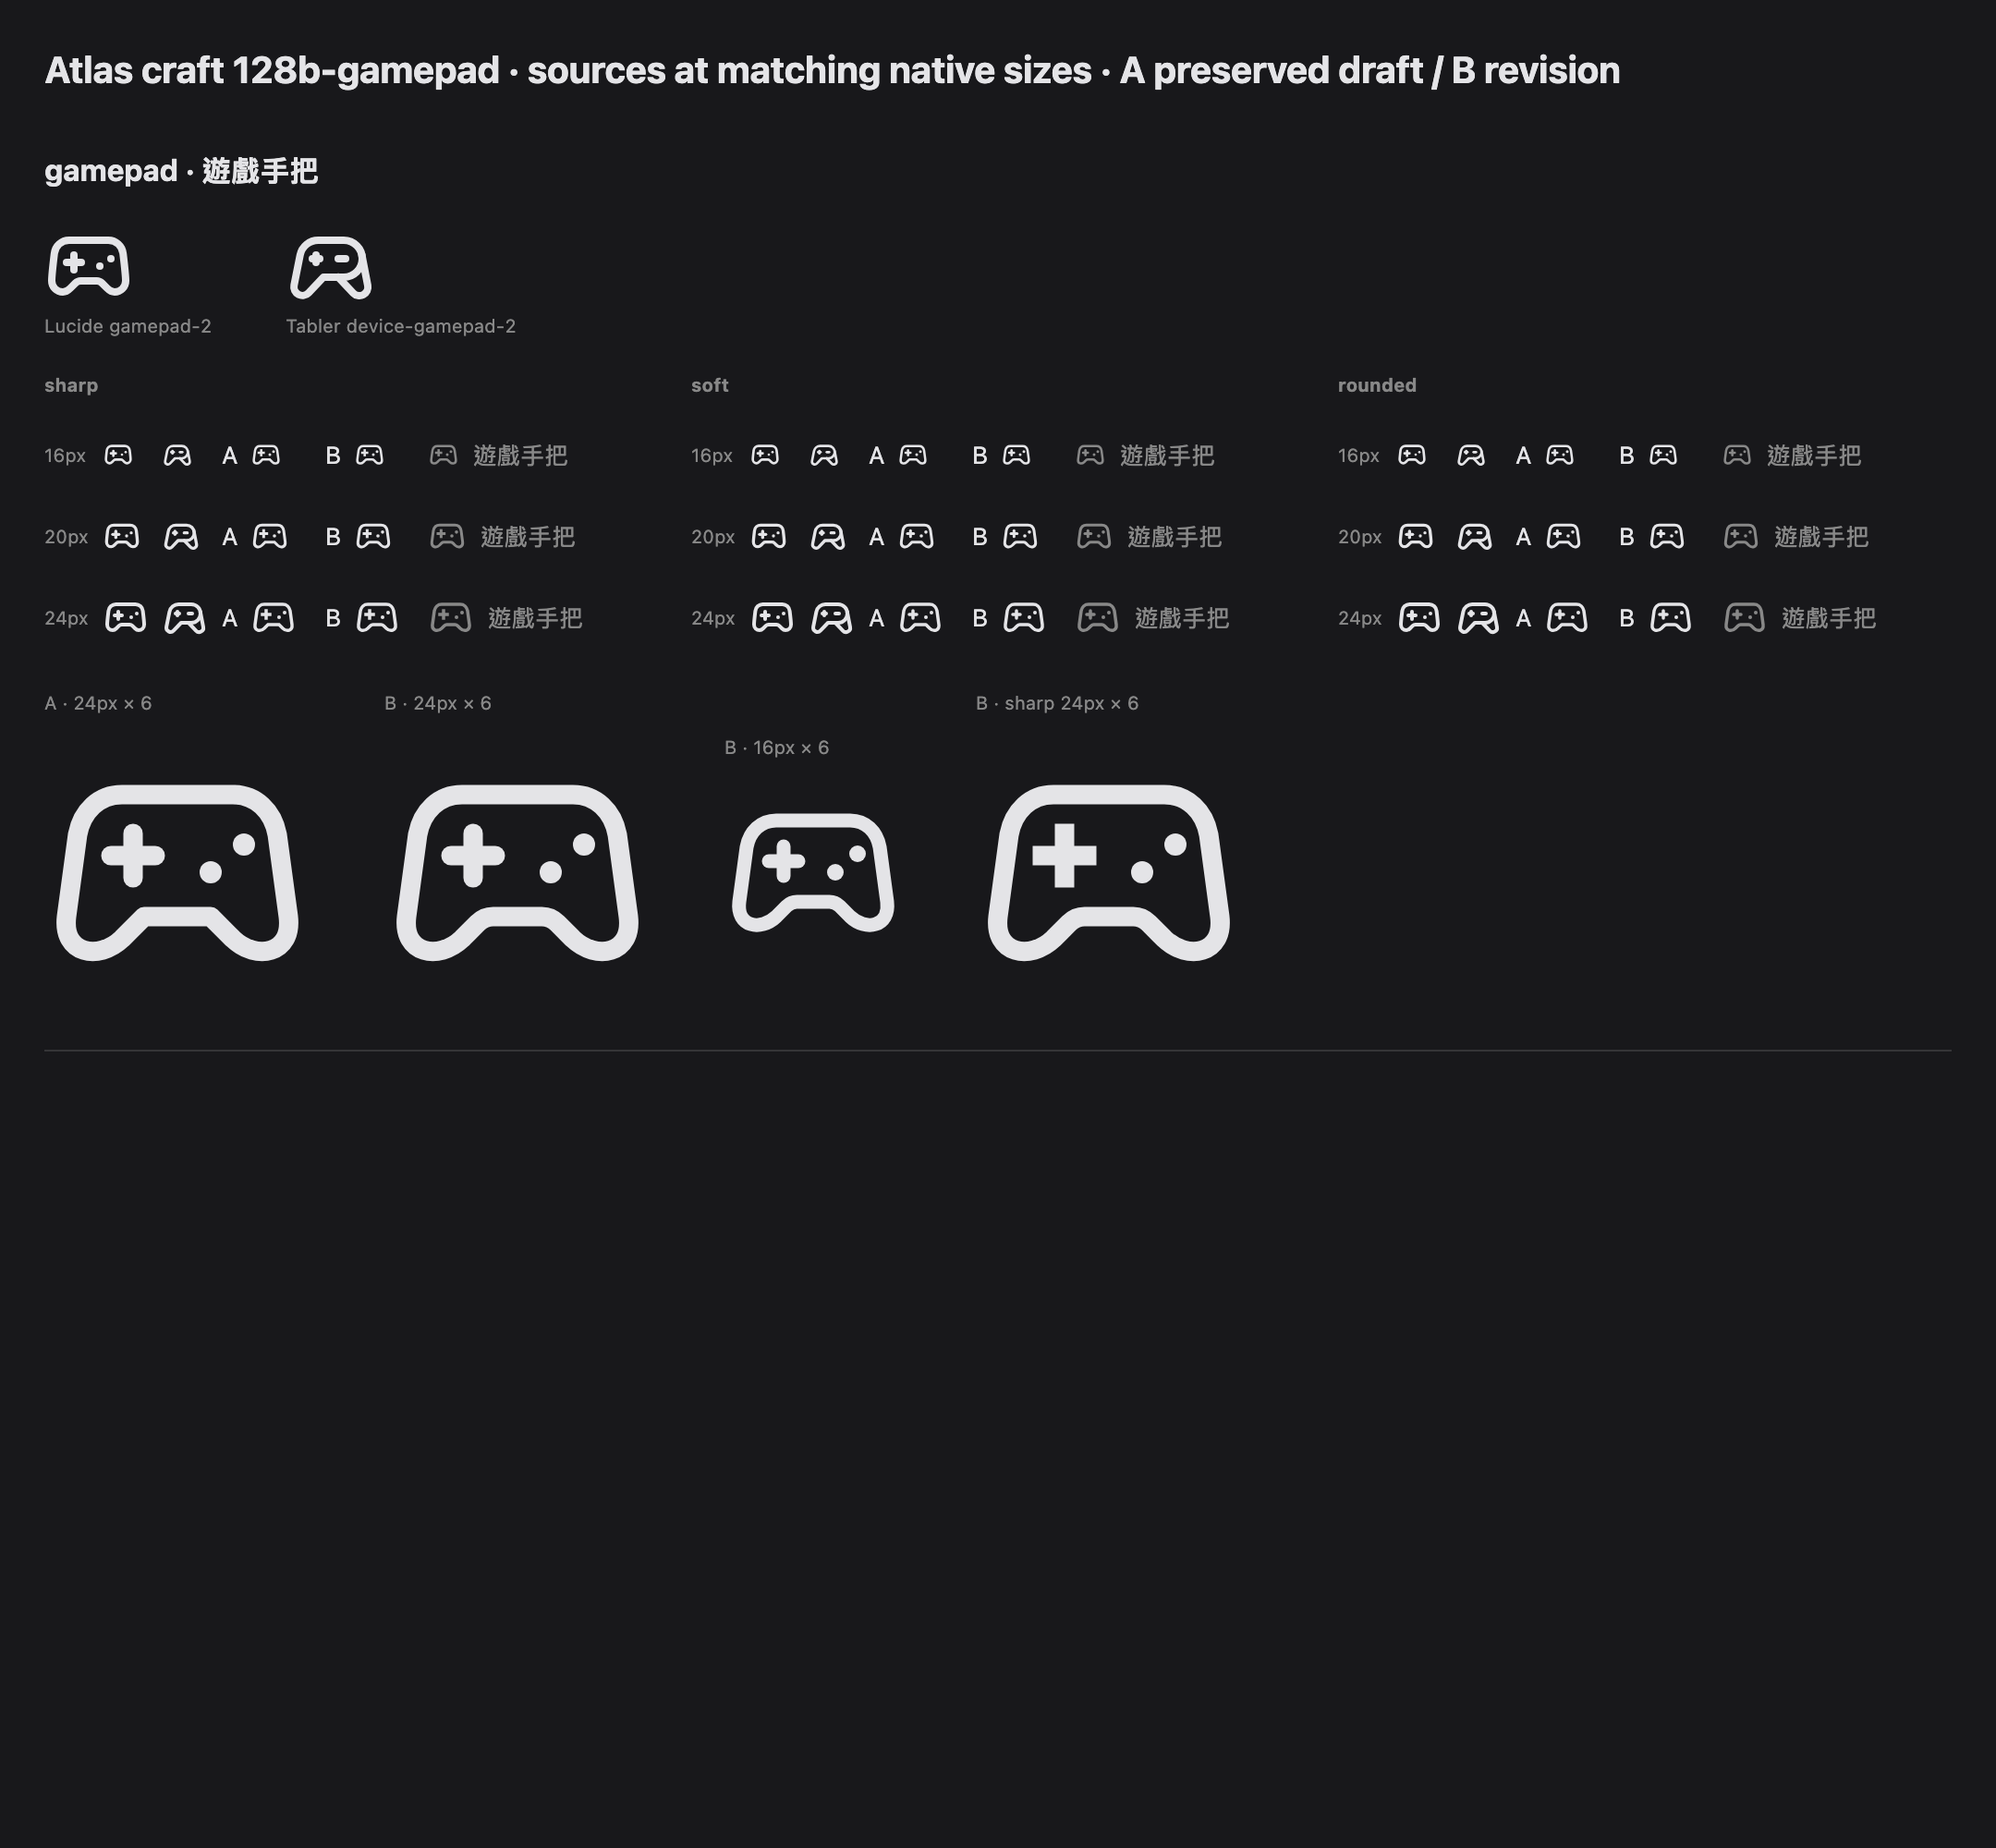 Atlas craft 128b-gamepad · sources at matching native sizes · A preserved draft / B revision
gamepad · 遊戲手把
Lucide gamepad-2
Tabler device-gamepad-2
sharp
soft
rounded
16px A B 遊戲手把
16px A B 遊戲手把
16px A B 遊戲手把
20px A B 遊戲手把
20px A B 遊戲手把
20px A B 遊戲手把
24px A B 遊戲手把
24px A B 遊戲手把
24px A B 遊戲手把
A · 24px × 6
B · 24px × 6
B · 16px × 6
B · sharp 24px × 6